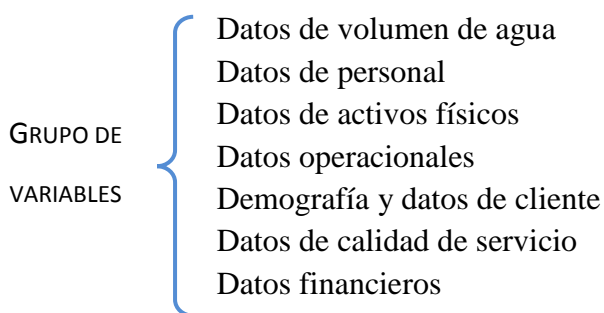 GRUPO DE
VARIABLES
Datos de volumen de agua
Datos de personal
Datos de activos físicos
Datos operacionales
Demografía y datos de cliente
Datos de calidad de servicio
Datos financieros